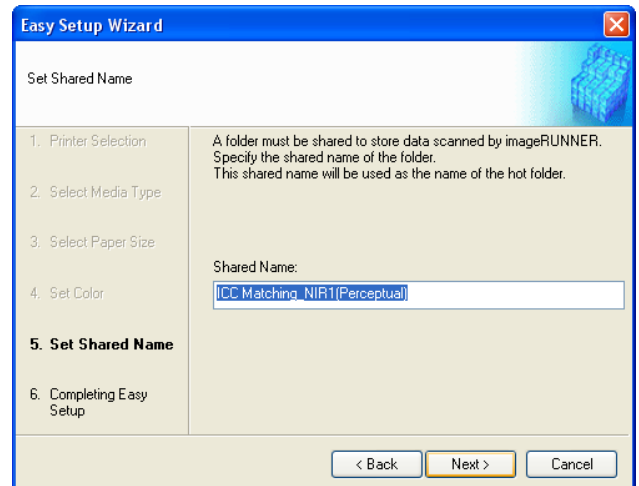 Easy Setup Wizard
Set Shared Name
1. Printer Selection
2. Select Media Type
3. Select Paper Size
4. Set Color
5. Set Shared Name
6. Completing Easy
Setup
A folder must be shared to store data scanned by imageRUNNER.
Specify the shared name of the folder.
This shared name will be used as the name of the hot folder.
Shared Name:
ICC Matching_NIR1(Perceptual)
< Back
Next >
Cancel